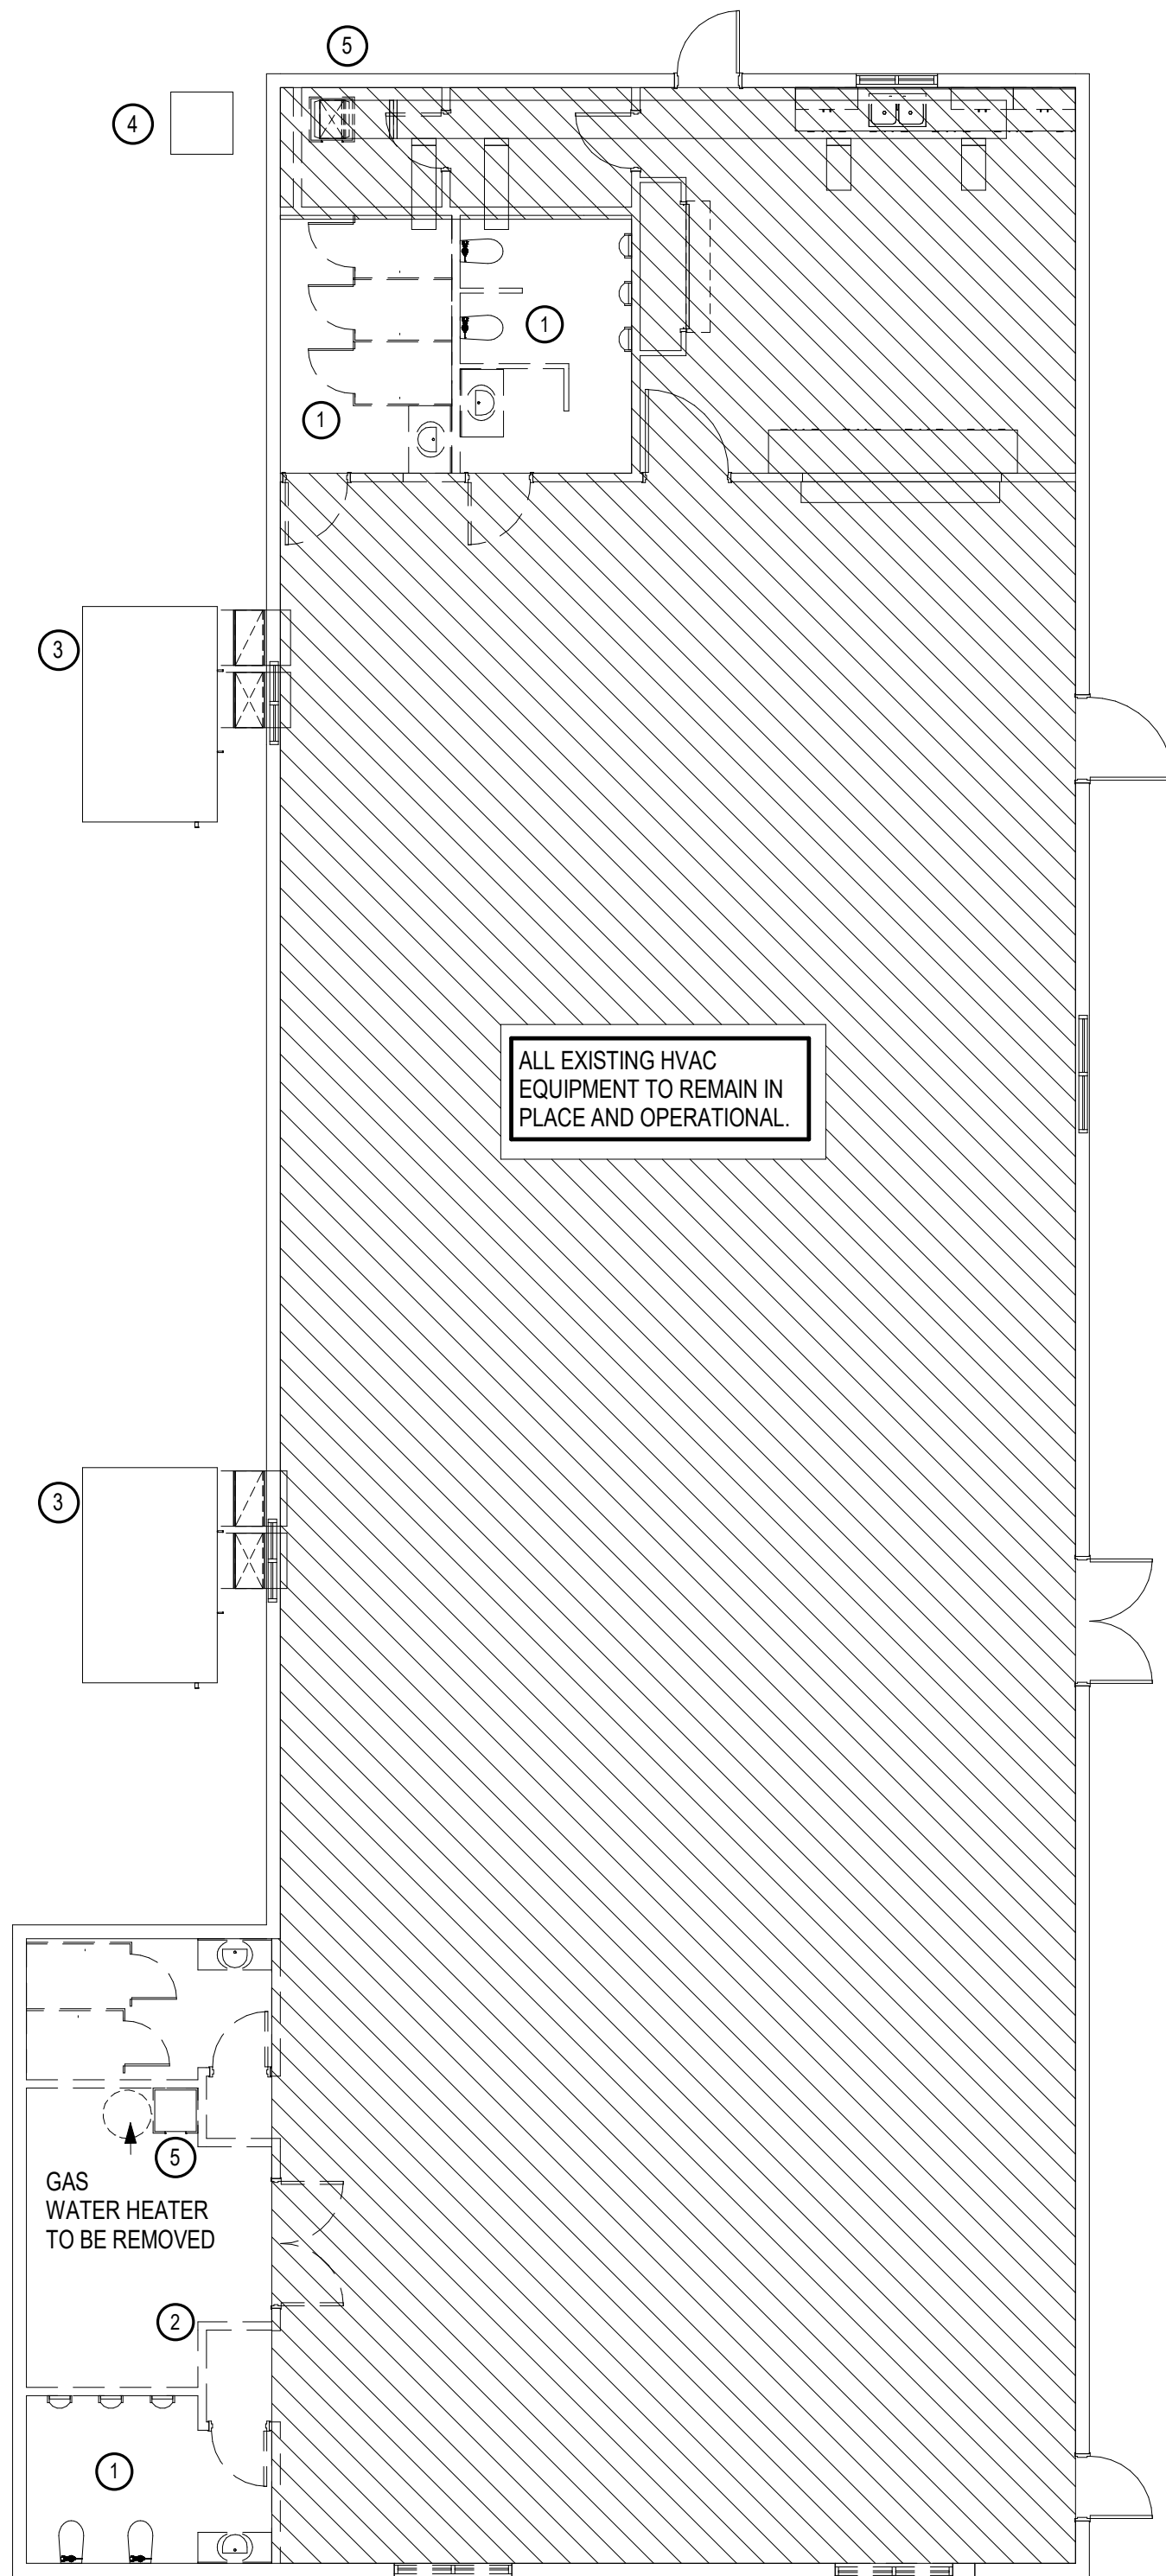 5
4
1
1
3
ALL EXISTING HVAC
EQUIPMENT TO REMAIN IN
PLACE AND OPERATIONAL.
3
5
GAS
WATER HEATER
TO BE REMOVED
2
1